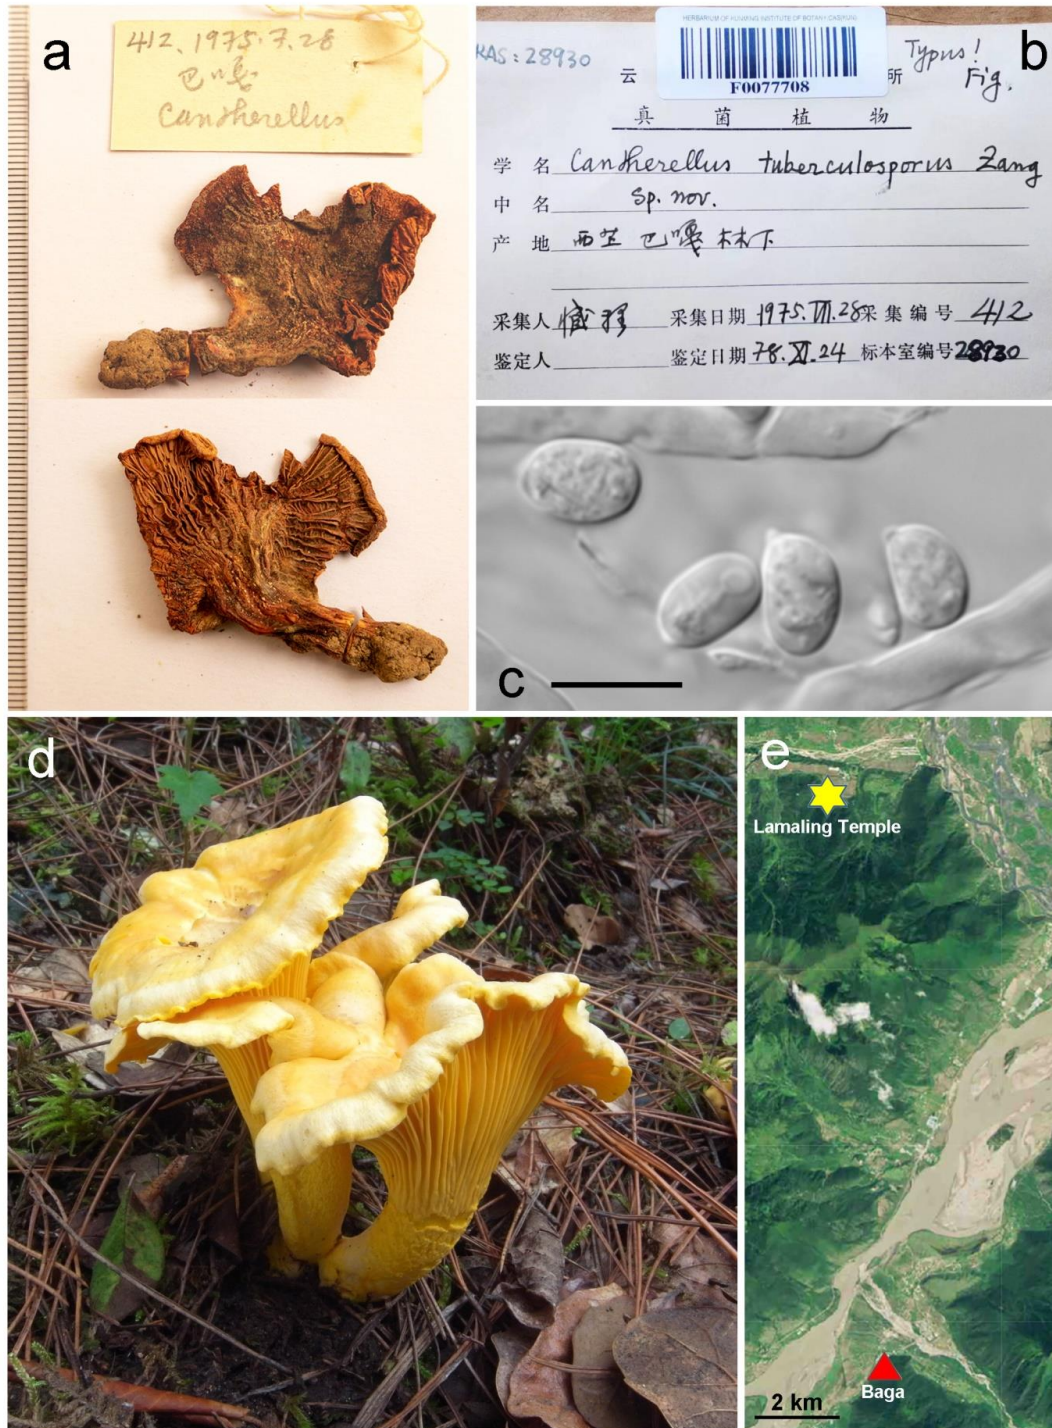 a
412. 1975.7.28
巴嘎
Cantherellus
b
HERBARIUM OF KUNMING INSTITUTE OF BOTANY, CAS(KUN)
F0077708
KAS: 28930
云 所
Typus!
Fig.
真 菌 植 物
学 名 Cantherellus tuberculosporus Zang
中 名 Sp. nov.
产 地 西藏 巴嘎 林下
采集人 臧穆 采集日期 1975.VII.28 采集编号 412
鉴定人 鉴定日期 78.XI.24 标本室编号 28930
c
d
e
Lamaling Temple
Baga
2 km